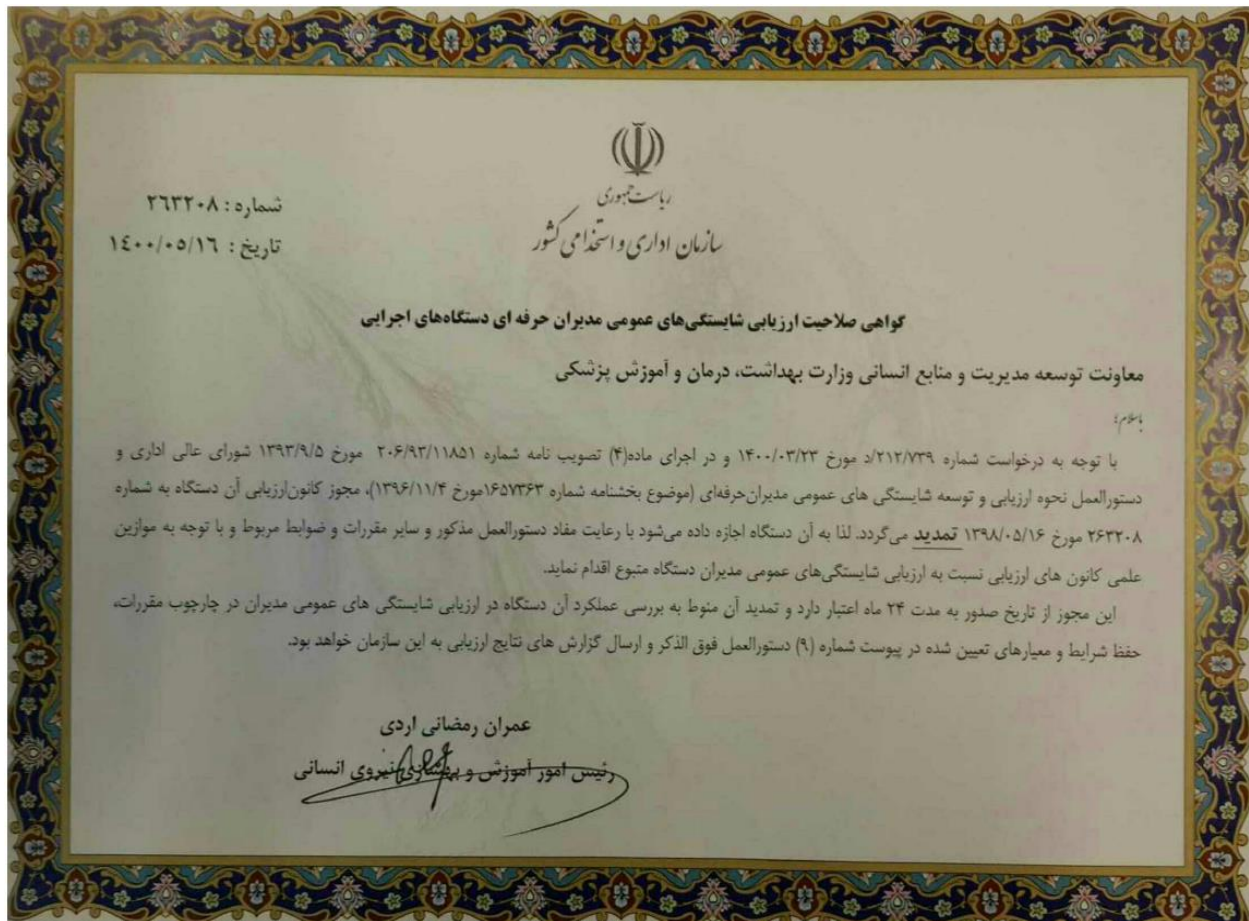 ریاست جمهوری
سازمان اداری و استخدامی کشور
شماره : ٢٦٣٢٠٨
تاریخ : ١٤٠٠/٠٥/١٦
گواهی صلاحیت ارزیابی شایستگی‌های عمومی مدیران حرفه ای دستگاه‌های اجرایی
معاونت توسعه مدیریت و منابع انسانی وزارت بهداشت، درمان و آموزش پزشکی
باسلام؛
با توجه به درخواست شماره ۲۱۲/۷۳۹/د مورخ ۱۴۰۰/۰۳/۲۳ و در اجرای ماده(۴) تصویب نامه شماره ۲۰۶/۹۳/۱۱۸۵۱ مورخ ۱۳۹۳/۹/۵ شورای عالی اداری و
دستورالعمل نحوه ارزیابی و توسعه شایستگی های عمومی مدیران‌حرفه‌ای (موضوع بخشنامه شماره ۱۶۵۷۳۶۳مورخ ۱۳۹۶/۱۱/۴)، مجوز کانون‌ارزیابی آن دستگاه به شماره
۲۶۳۲۰۸ مورخ ۱۳۹۸/۰۵/۱۶ تمدید می‌گردد. لذا به آن دستگاه اجازه داده می‌شود با رعایت مفاد دستورالعمل مذکور و سایر مقررات و ضوابط مربوط و با توجه به موازین
علمی کانون های ارزیابی نسبت به ارزیابی شایستگی‌های عمومی مدیران دستگاه متبوع اقدام نماید.
این مجوز از تاریخ صدور به مدت ۲۴ ماه اعتبار دارد و تمدید آن منوط به بررسی عملکرد آن دستگاه در ارزیابی شایستگی های عمومی مدیران در چارچوب مقررات،
حفظ شرایط و معیارهای تعیین شده در پیوست شماره (۹) دستورالعمل فوق الذکر و ارسال گزارش های نتایج ارزیابی به این سازمان خواهد بود.
عمران رمضانی اردی
رئیس امور آموزش و بهسازی نیروی انسانی